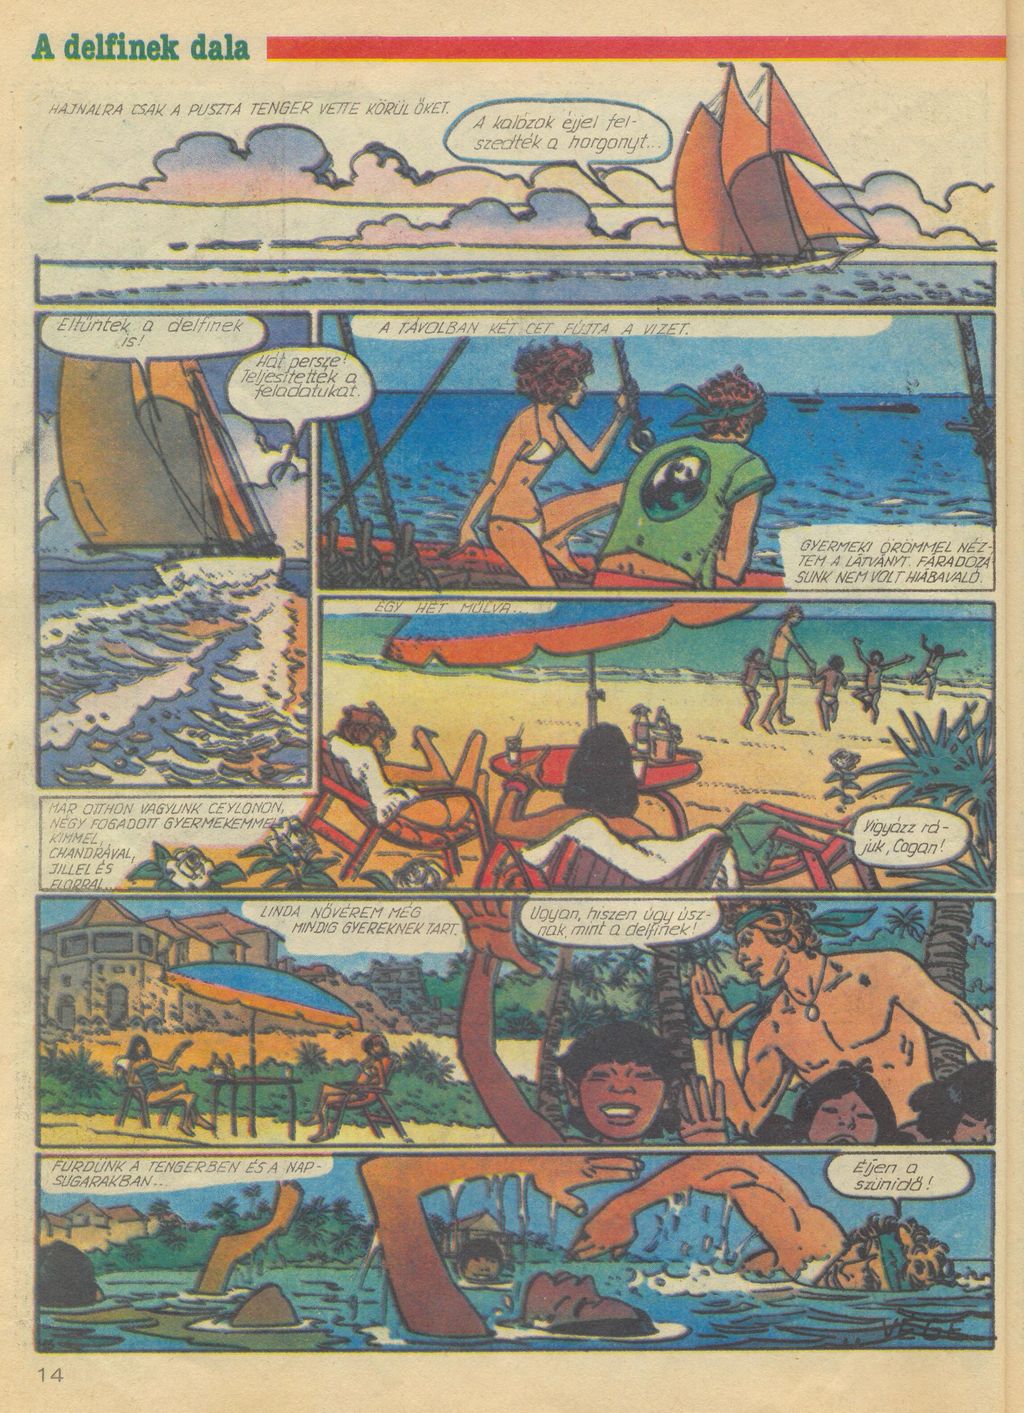 A delfinek dala
HAJNALRA CSAK A PUSZTA TENGER VETTE KÖRÜL ŐKET.
A kalózok éjjel fel-
szedték a horgonyt...
Eltűntek a delfinek
is!
Hát persze!
Teljesítették a
feladatukat.
A TÁVOLBAN KÉT CET FÚJTA A VIZET.
GYERMEKI ÖRÖMMEL NÉZ-
TEM A LÁTVÁNYT. FÁRADOZÁ-
SUNK NEM VOLT HIÁBAVALÓ.
EGY HÉT MÚLVA...
MÁR OTTHON VAGYUNK CEYLONON,
NÉGY FOGADOTT GYERMEKEMMEL
KIMMEL,
CHANDRÁVAL,
JILLEL ÉS
FLORRAL...
Vigyázz rá-
juk, Cogan!
LINDA NŐVÉREM MÉG
MINDIG GYEREKNEK TART.
Ugyan, hiszen úgy úsz-
nak, mint a delfinek!
FÜRDÜNK A TENGERBEN ÉS A NAP-
SUGARAKBAN...
Éljen a
szünidő!
VÉGE
14